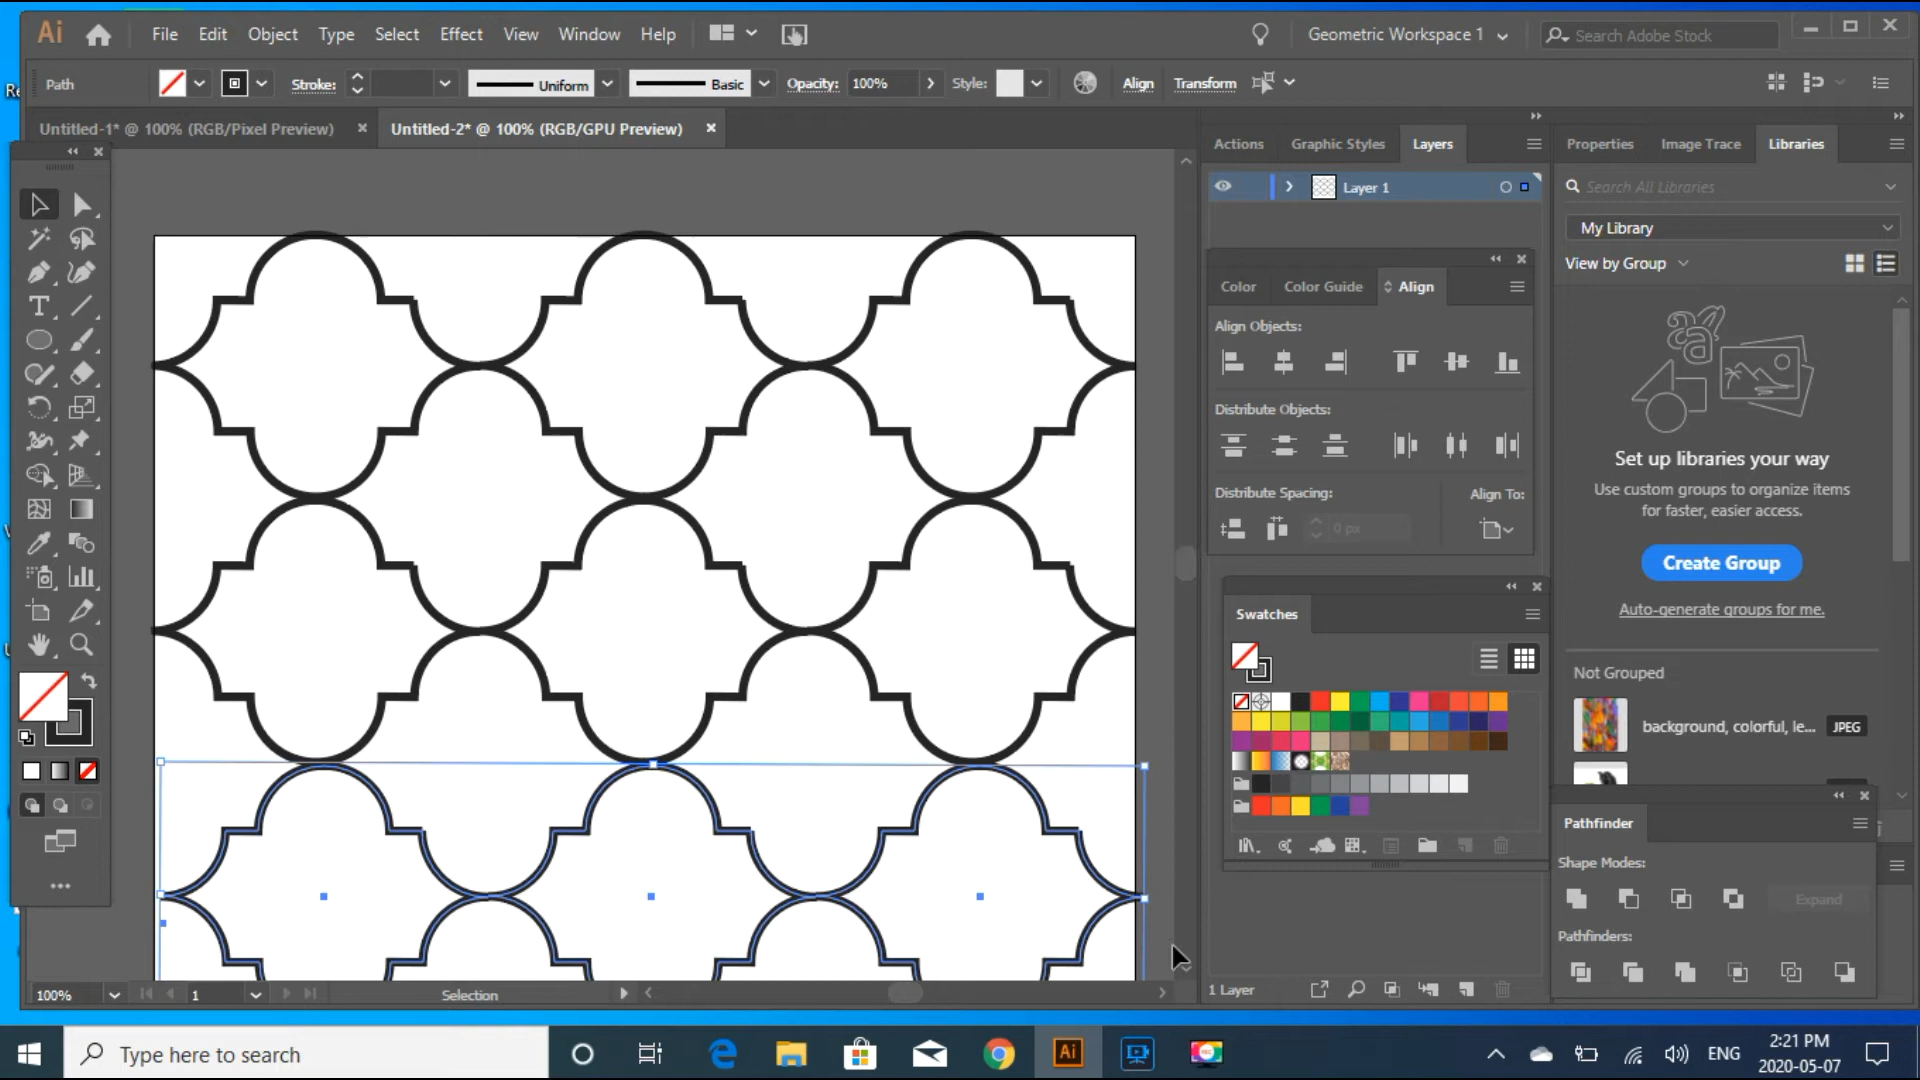 Ai File Edit Object Type Select Effect View Window Help Geometric Workspace 1 Search Adobe Stock
Path Stroke: Uniform Basic Opacity: 100% Style: Align Transform
Untitled-1* @ 100% (RGB/Pixel Preview) Untitled-2* @ 100% (RGB/GPU Preview)
Actions Graphic Styles Layers Properties Image Trace Libraries
Layer 1 Search All Libraries
My Library
View by Group
Color Color Guide Align
Align Objects:
Distribute Objects:
Set up libraries your way
Use custom groups to organize items
for faster, easier access.
Distribute Spacing: Align To:
0 px
Create Group
Auto-generate groups for me.
Swatches
Not Grouped
background, colorful, le... JPEG
Pathfinder
Shape Modes:
Expand
Pathfinders:
100% 1 Selection 1 Layer
Type here to search Ai ENG 2:21 PM
2020-05-07